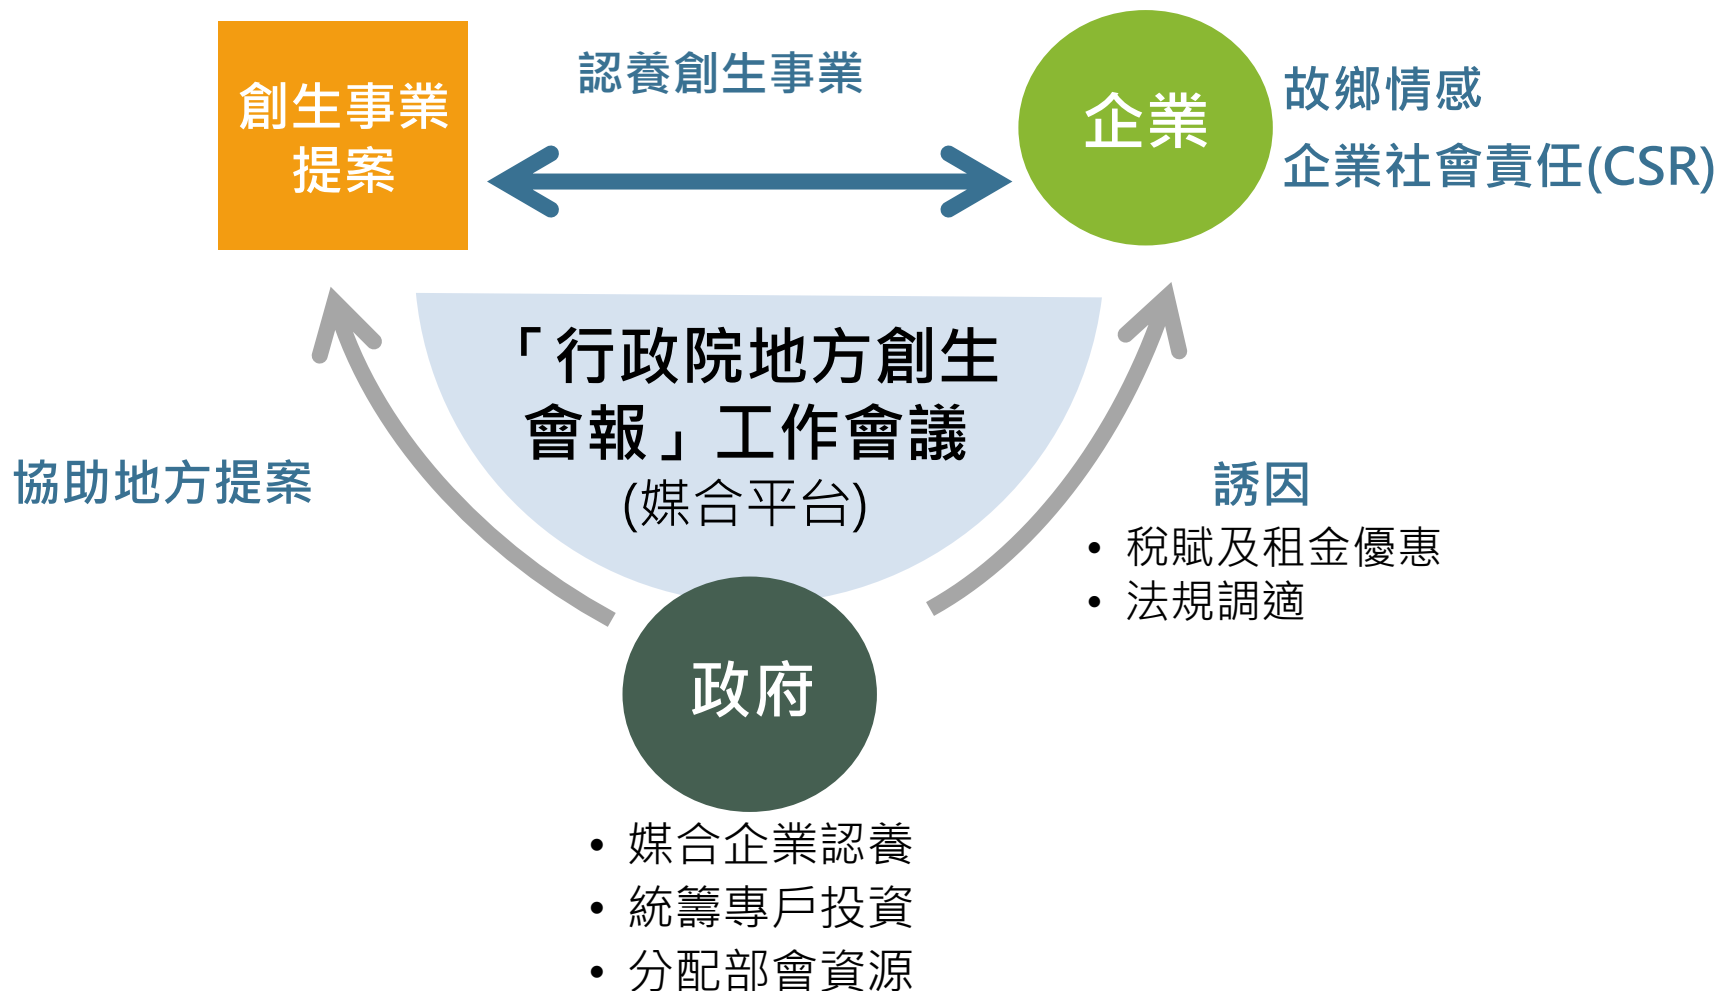 創生事業
提案
認養創生事業
企業
故鄉情感
企業社會責任(CSR)
「行政院地方創生
會報」工作會議
(媒合平台)
協助地方提案
誘因
• 稅賦及租金優惠
• 法規調適
政府
• 媒合企業認養
• 統籌專戶投資
• 分配部會資源